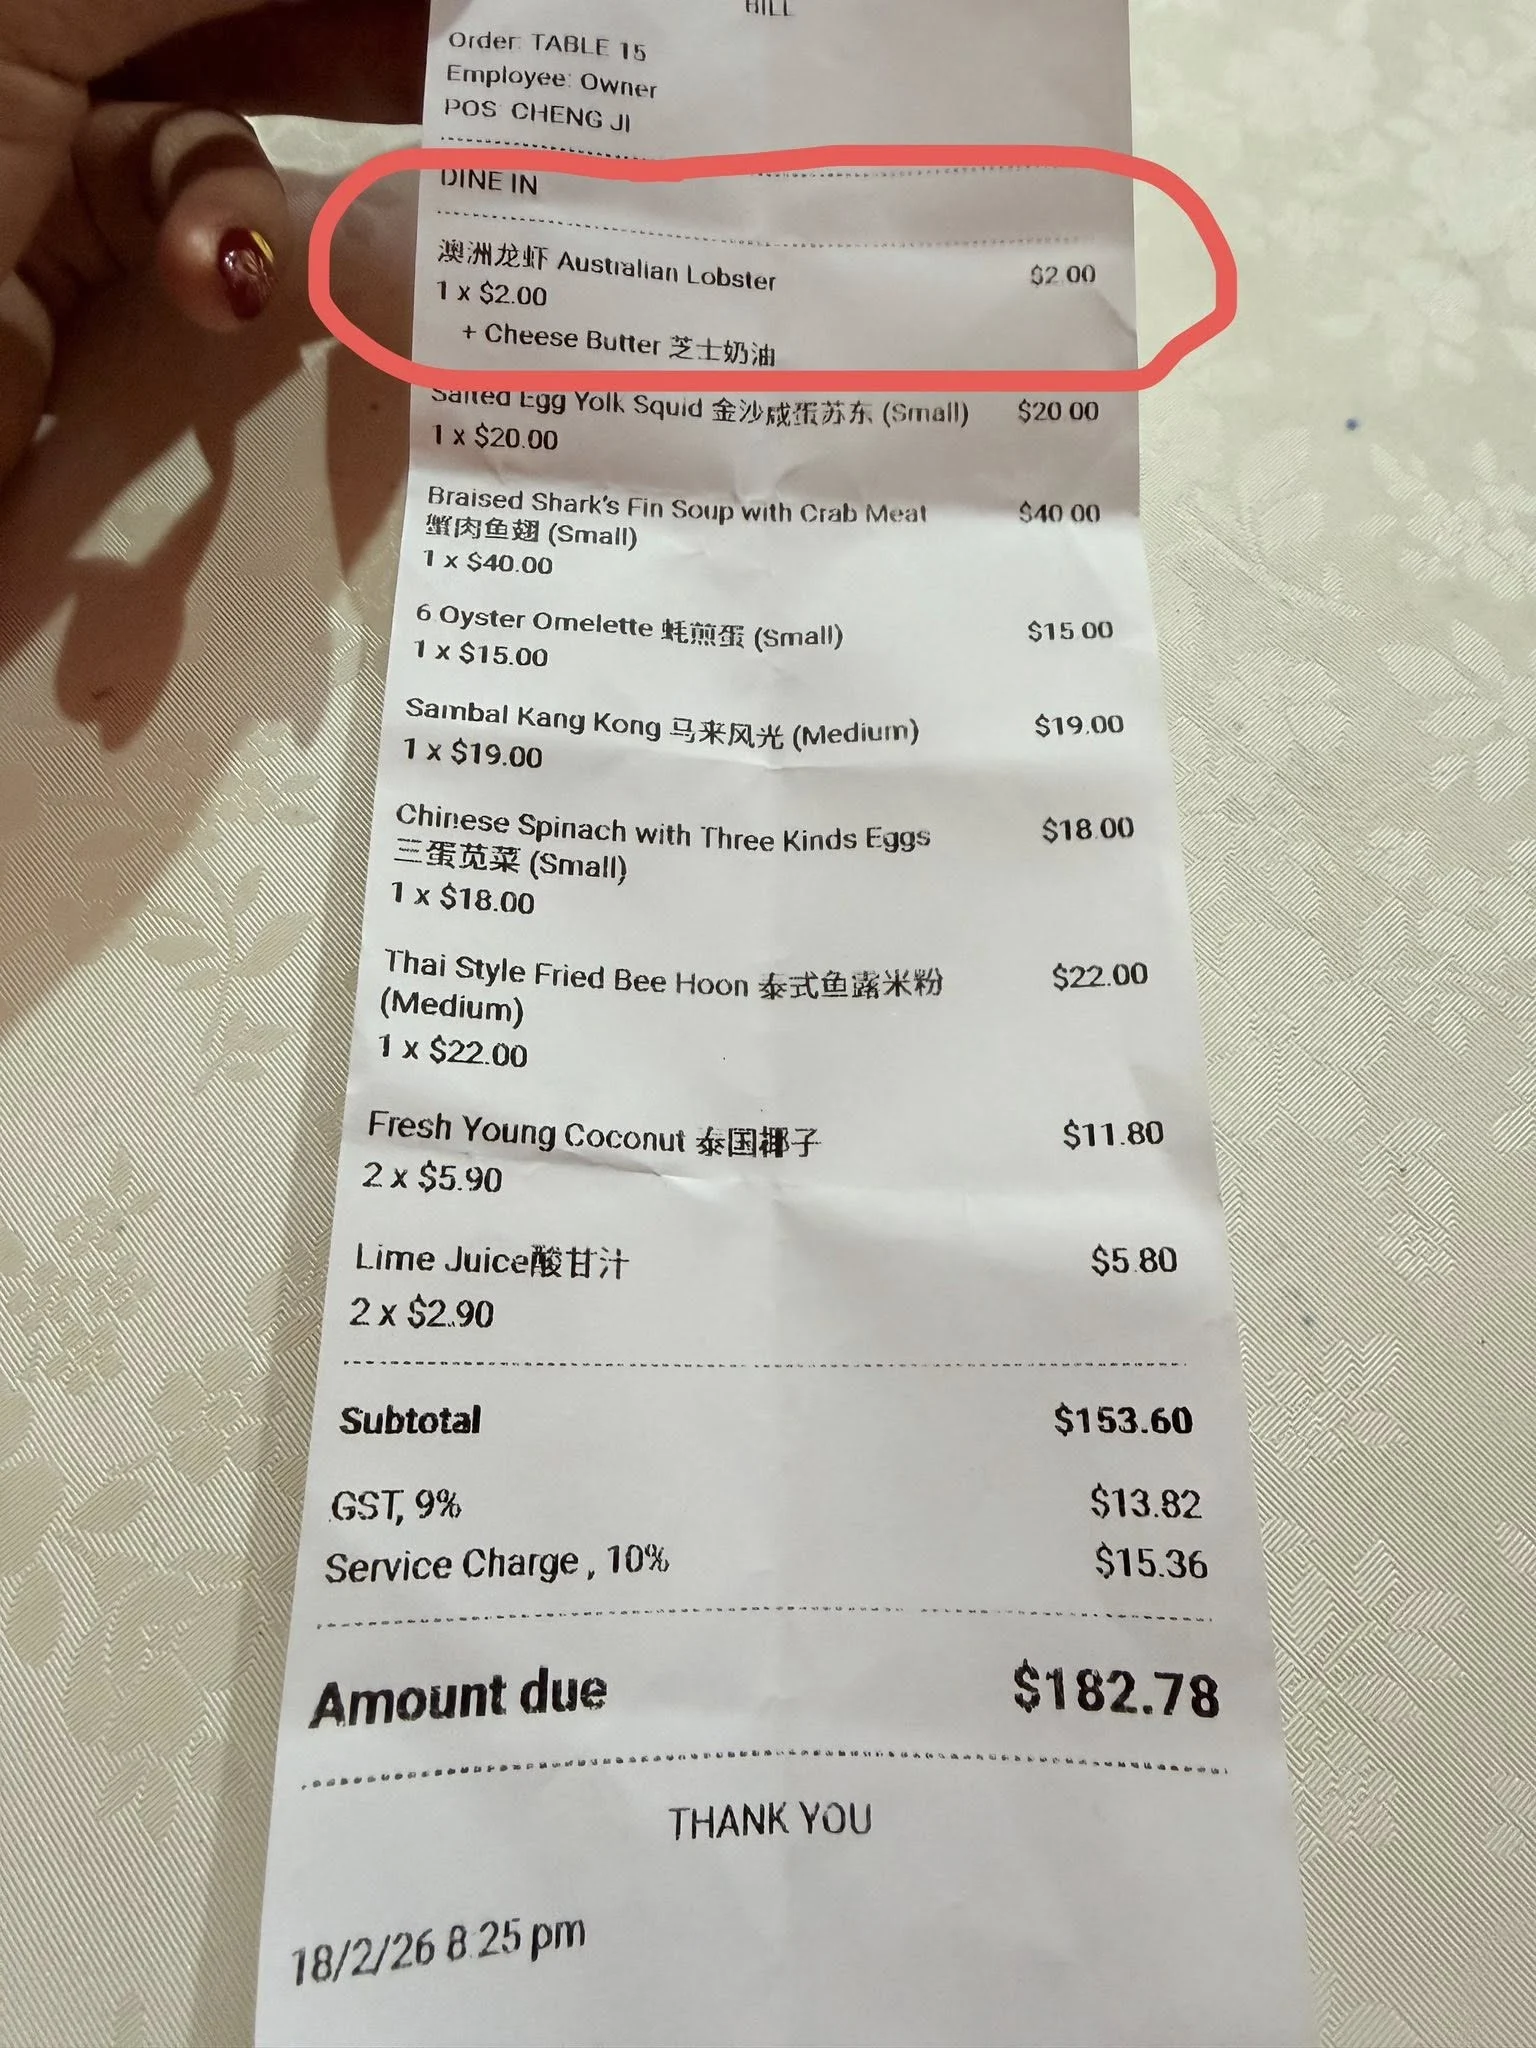 BILL
Order: TABLE 15
Employee: Owner
POS: CHENG JI
DINE IN
澳洲龙虾 Australian Lobster $2.00
1 x $2.00
+ Cheese Butter 芝士奶油
Salted Egg Yolk Squid 金沙咸蛋苏东 (Small) $20.00
1 x $20.00
Braised Shark's Fin Soup with Crab Meat $40.00
蟹肉鱼翅 (Small)
1 x $40.00
6 Oyster Omelette 蚝煎蛋 (Small) $15.00
1 x $15.00
Sambal Kang Kong 马来风光 (Medium) $19.00
1 x $19.00
Chinese Spinach with Three Kinds Eggs $18.00
三蛋苋菜 (Small)
1 x $18.00
Thai Style Fried Bee Hoon 泰式鱼露米粉 $22.00
(Medium)
1 x $22.00
Fresh Young Coconut 泰国椰子 $11.80
2 x $5.90
Lime Juice酸甘汁 $5.80
2 x $2.90
Subtotal $153.60
GST, 9% $13.82
Service Charge , 10% $15.36
Amount due $182.78
THANK YOU
18/2/26 8:25 pm